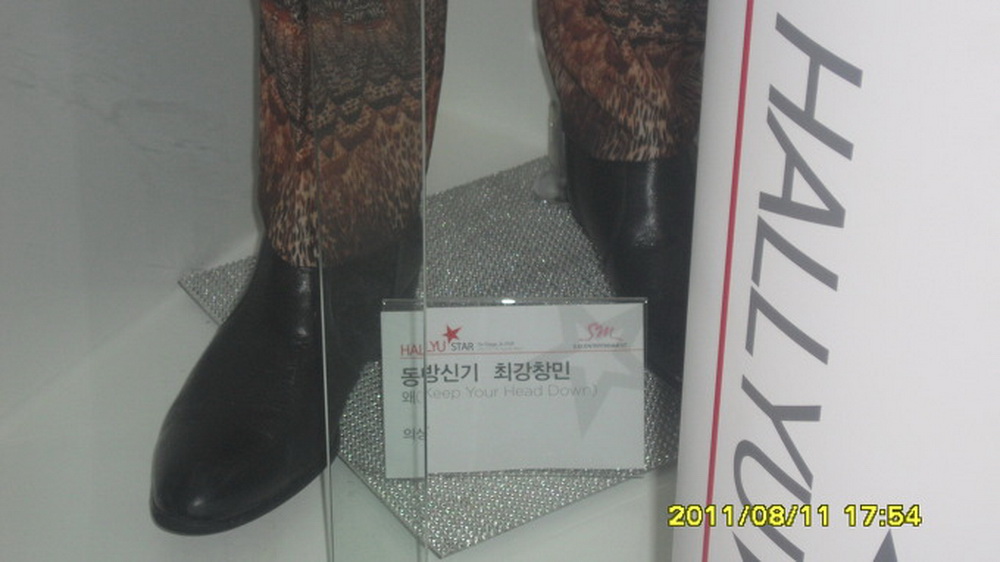 HALLYU STAR
SM
동방신기 최강창민
왜(Keep Your Head Down)
의상
HALLYU
2011/08/11 17:54